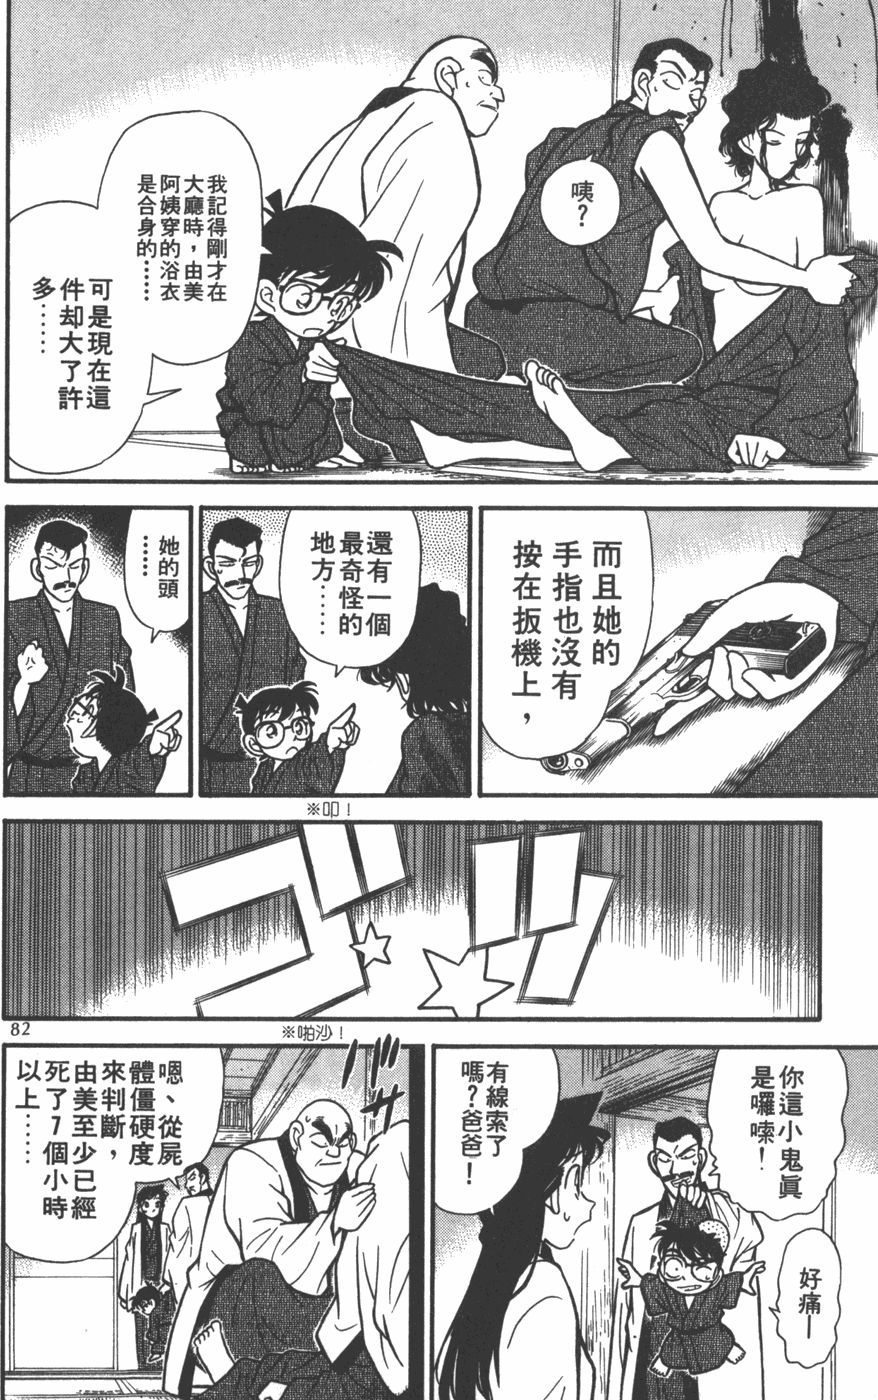 咦？
我記得剛才在
大廳時，由美
阿姨穿的浴衣
是合身的……
可是現在這
件却大了許
多……
而且她的
手指也沒有
按在扳機上，
還有一個
最奇怪的
地方……
她的頭
……
※叩！
ゴッ
82
※啪沙！
你這小鬼眞
是囉嗦！
好痛—
有線索了
嗎？爸爸！
嗯、從屍
體僵硬度
來判斷，
由美至少已經
死了7個小時
以上……